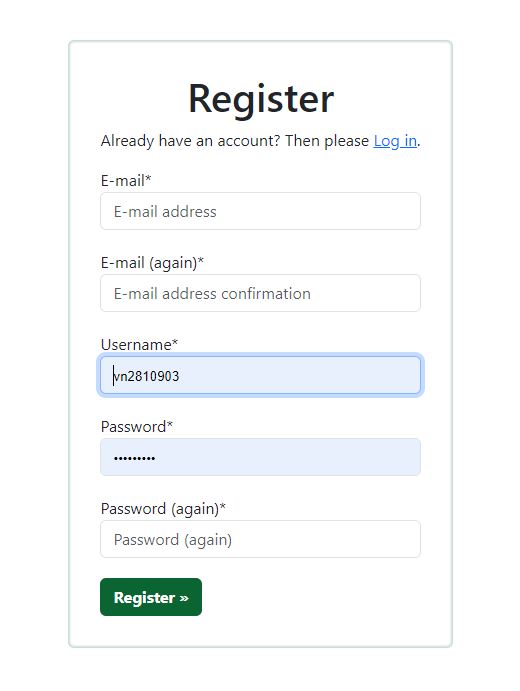 Register
Already have an account? Then please Log in.
E-mail*
E-mail address
E-mail (again)*
E-mail address confirmation
Username*
vn2810903
Password*
•••••••••
Password (again)*
Password (again)
Register »